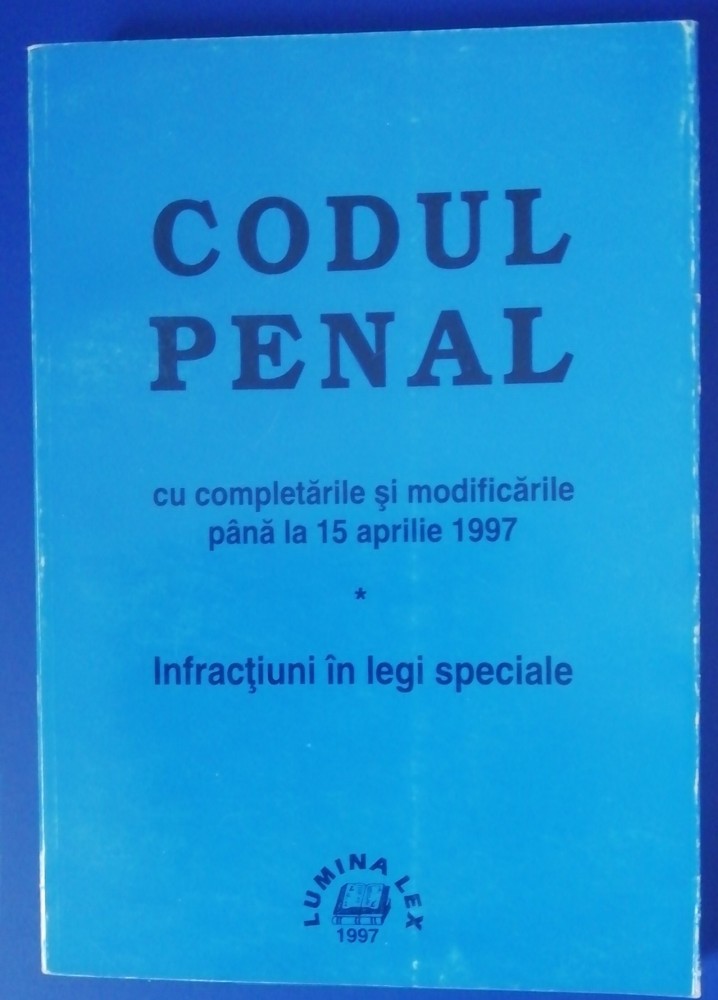 CODUL
PENAL
cu completările şi modificările
până la 15 aprilie 1997
*
Infracţiuni în legi speciale
LUMINA LEX
1997